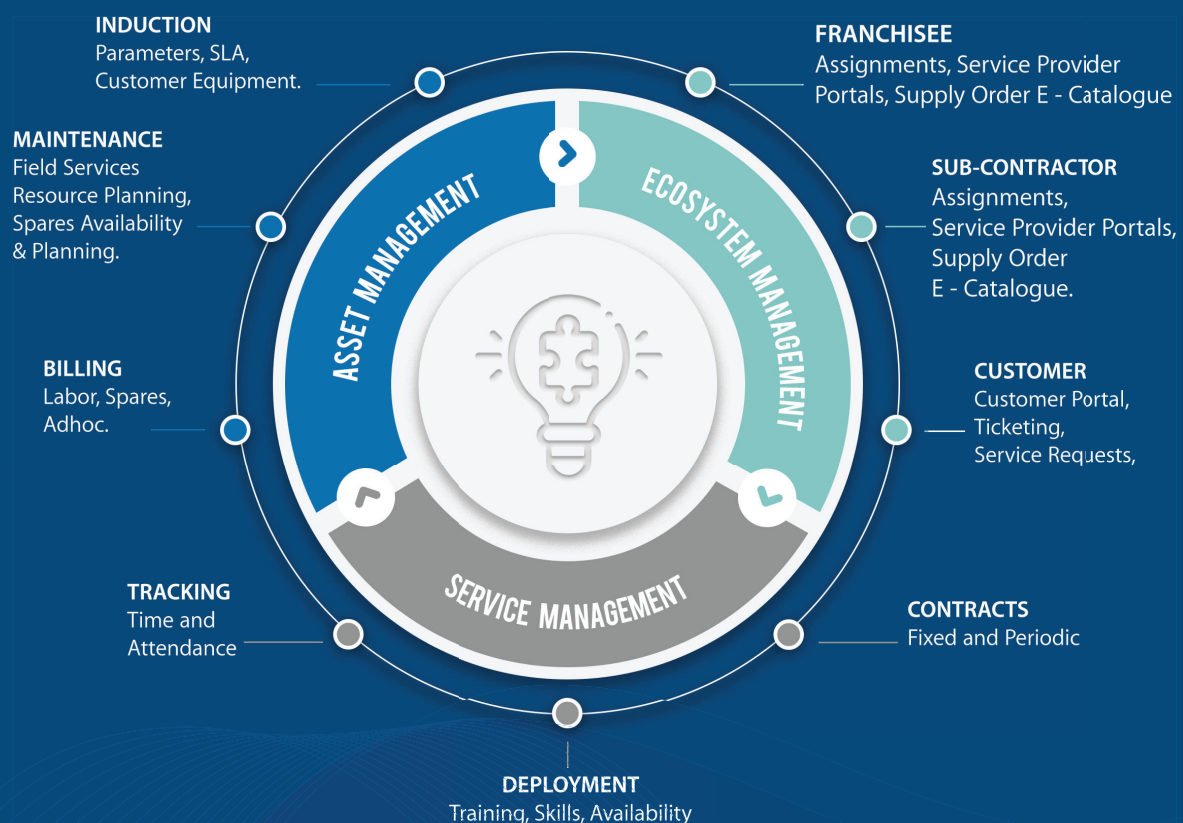 INDUCTION
Parameters, SLA,
Customer Equipment.
MAINTENANCE
Field Services
Resource Planning,
Spares Availability
& Planning.
BILLING
Labor, Spares,
Adhoc.
TRACKING
Time and
Attendance
FRANCHISEE
Assignments, Service Provider
Portals, Supply Order E - Catalogue
SUB-CONTRACTOR
Assignments,
Service Provider Portals,
Supply Order
E - Catalogue.
CUSTOMER
Customer Portal,
Ticketing,
Service Requests,
CONTRACTS
Fixed and Periodic
DEPLOYMENT
Training, Skills, Availability
ASSET MANAGEMENT
ECOSYSTEM MANAGEMENT
SERVICE MANAGEMENT